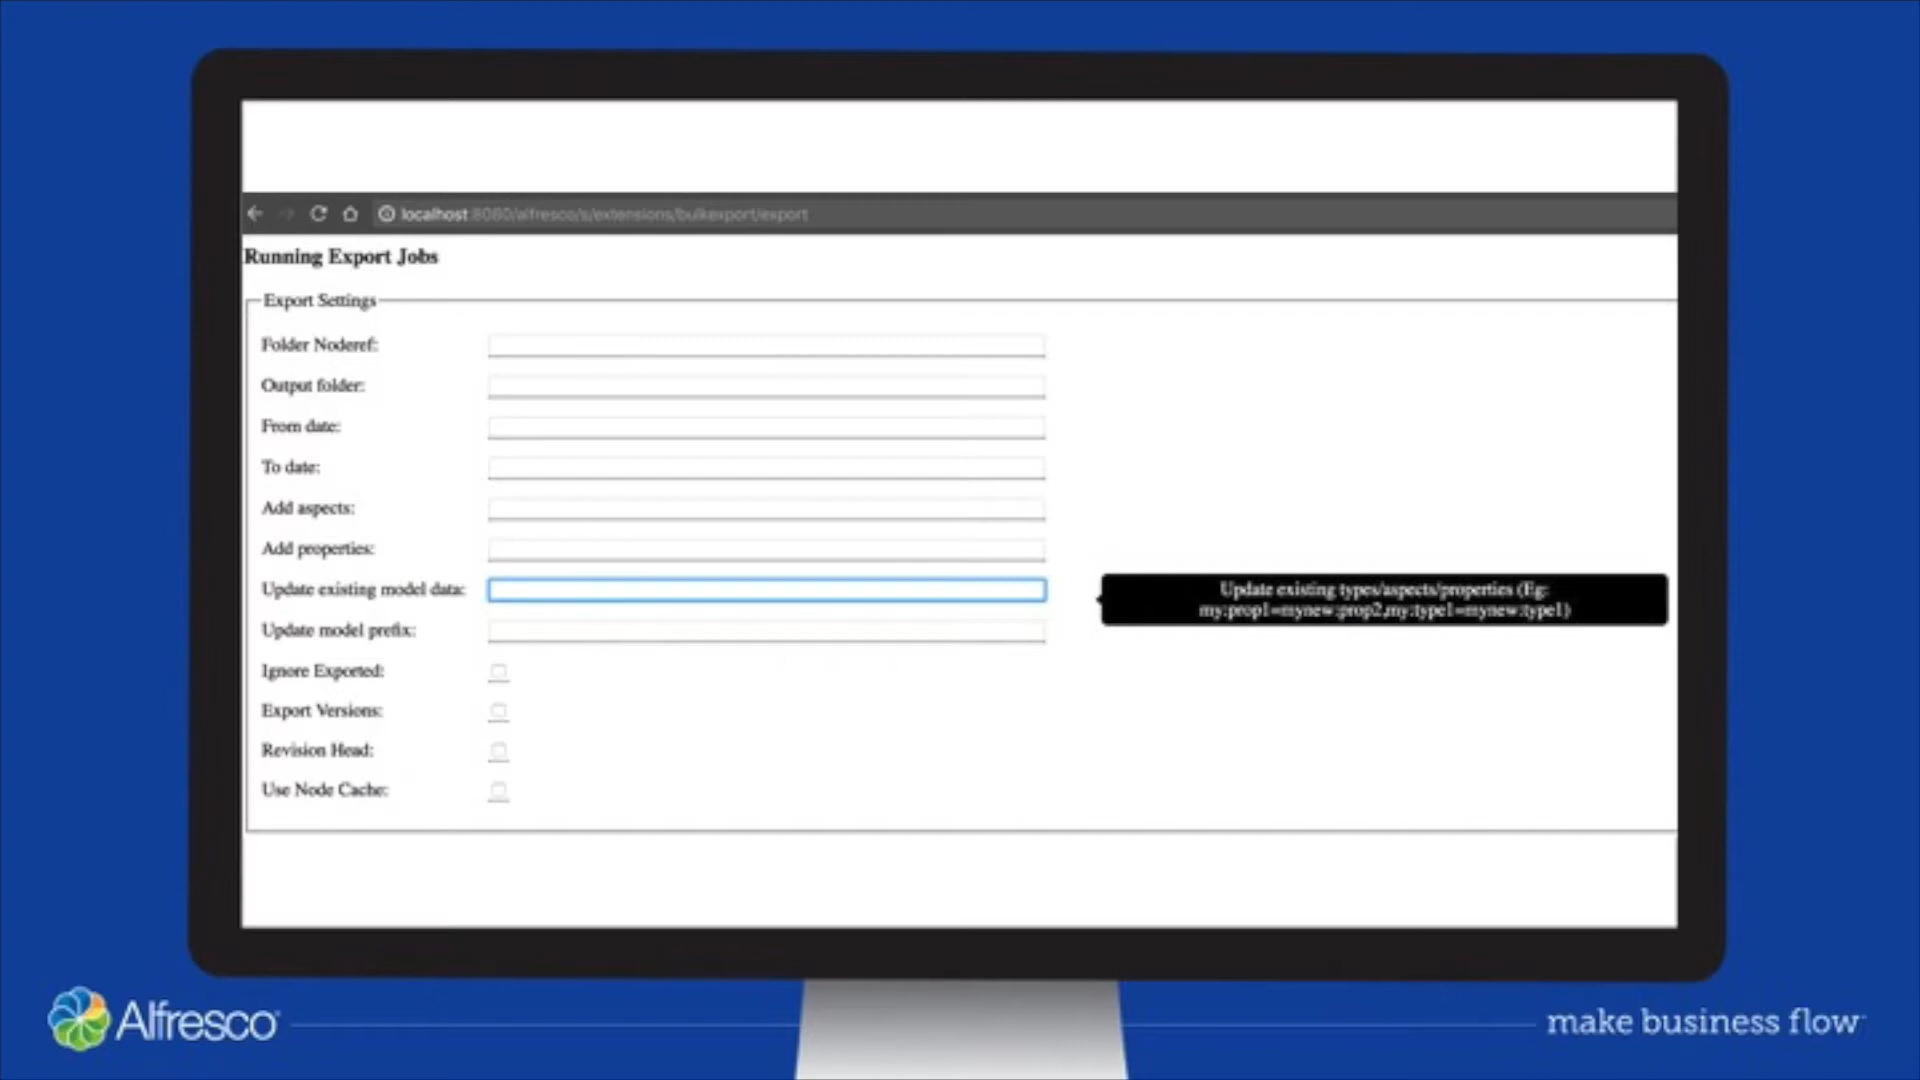 localhost:8080/alfresco/s/extensions/bulkexport/export
Running Export Jobs
Export Settings
Folder Noderef:
Output folder:
From date:
To date:
Add aspects:
Add properties:
Update existing model data:
Update existing types/aspects/properties (Eg:
my:prop1=mynew:prop2,my:type1=mynew:type1)
Update model prefix:
Ignore Exported:
Export Versions:
Revision Head:
Use Node Cache:
Alfresco
make business flow